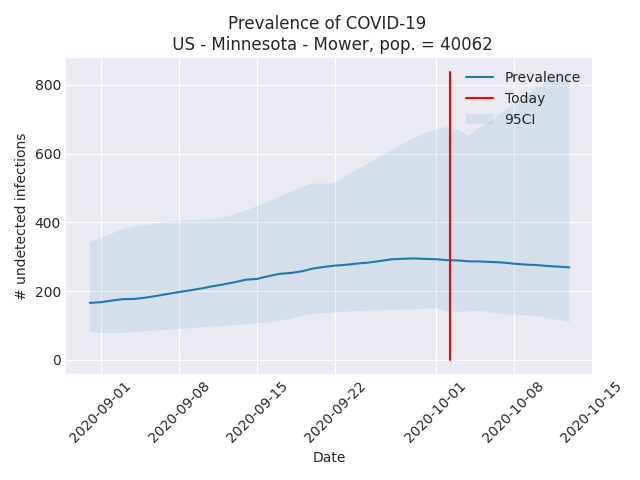 Prevalence of COVID-19
US - Minnesota - Mower, pop. = 40062
Prevalence
Today
95CI
# undetected infections
800
600
400
200
0
2020-09-01
2020-09-08
2020-09-15
2020-09-22
2020-10-01
2020-10-08
2020-10-15
Date